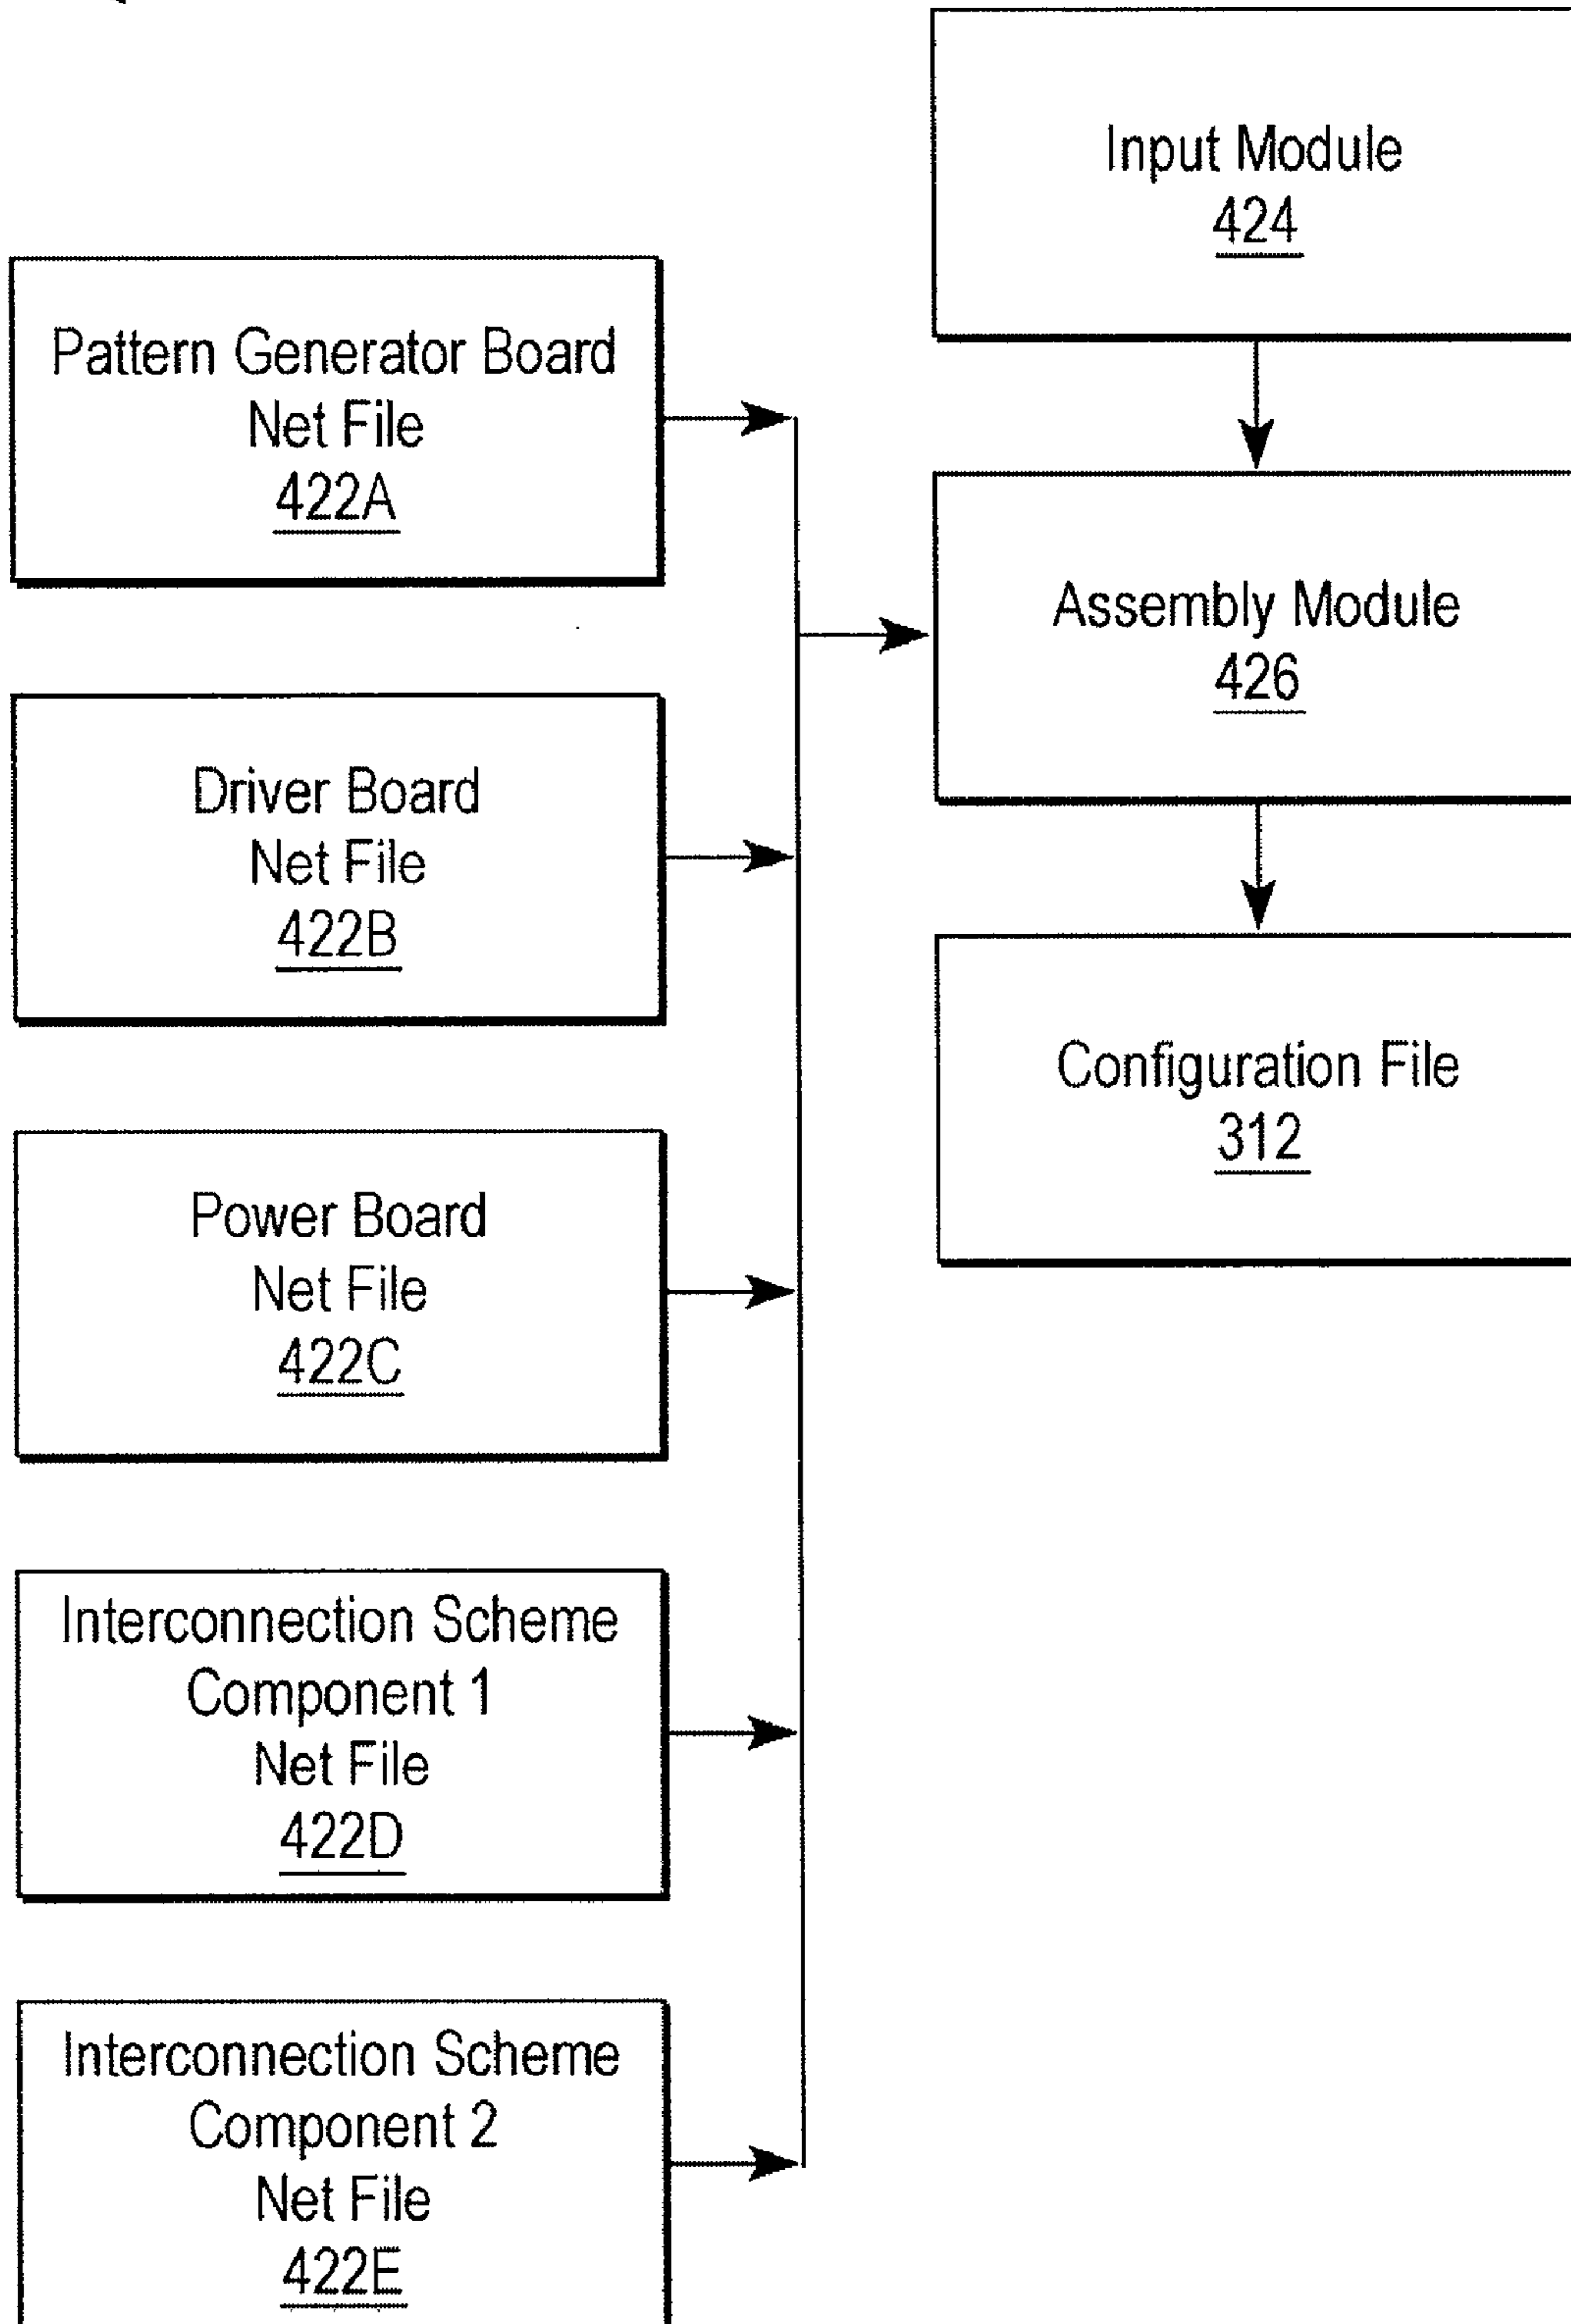 Input Module
424
Pattern Generator Board
Net File
422A
Assembly Module
426
Driver Board
Net File
422B
Configuration File
312
Power Board
Net File
422C
Interconnection Scheme
Component 1
Net File
422D
Interconnection Scheme
Component 2
Net File
422E